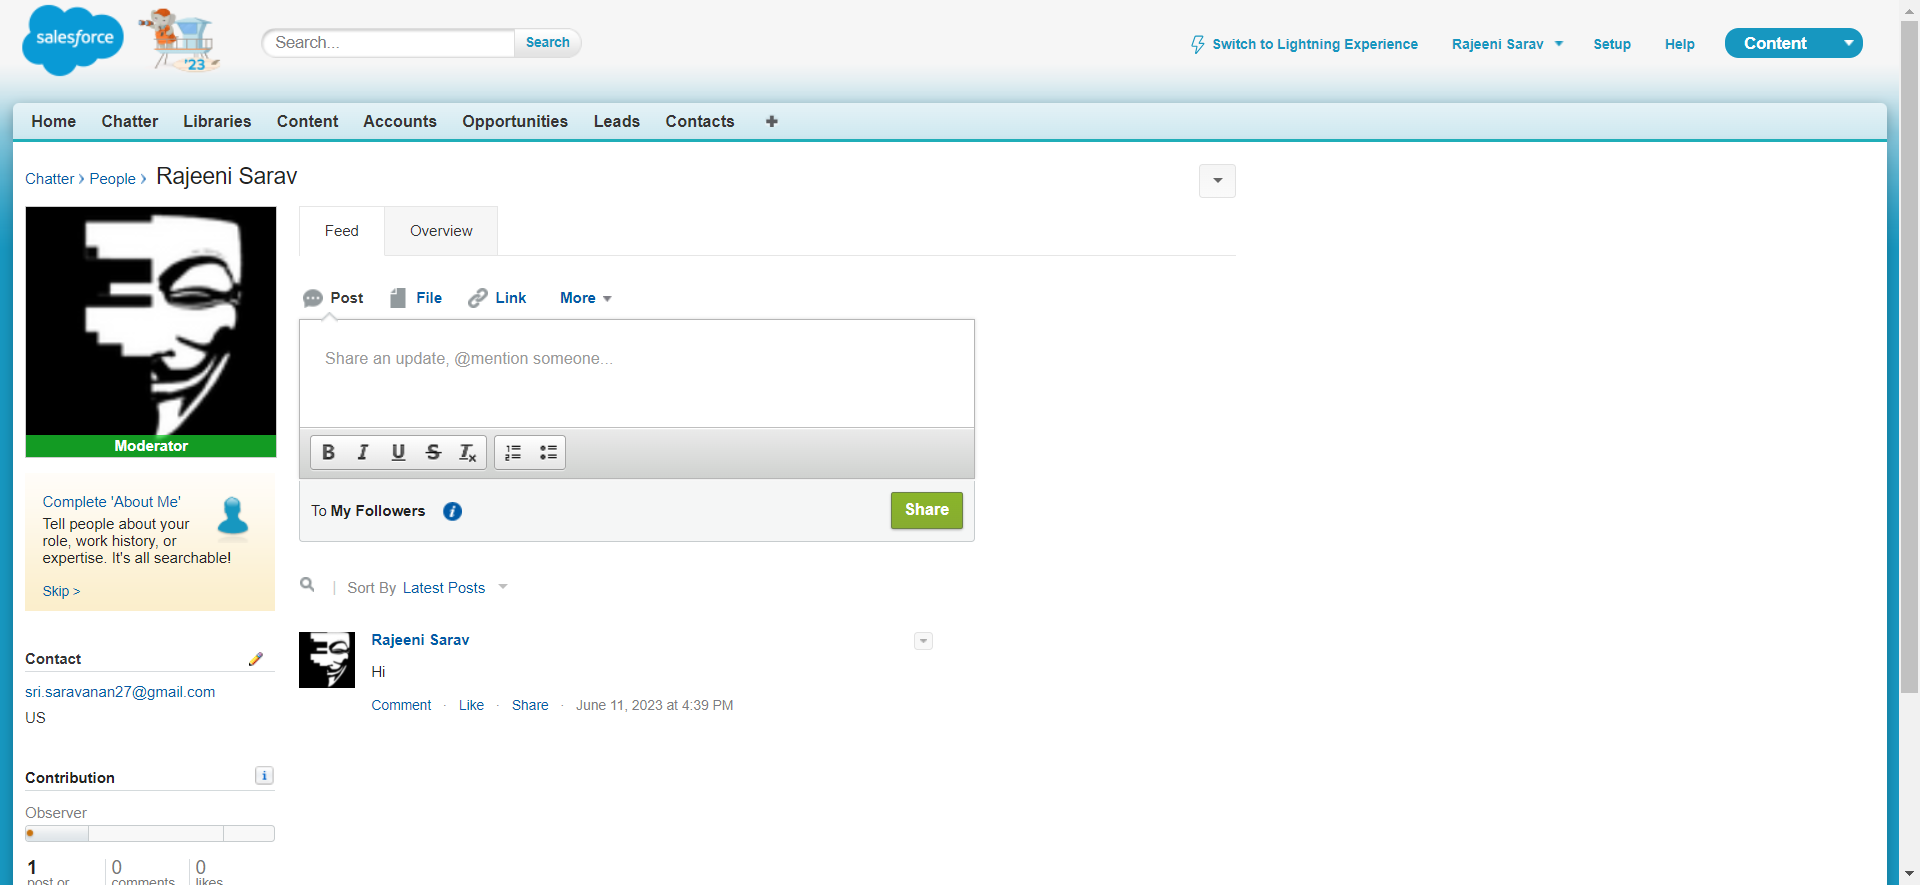 salesforce
'23
Search...
Search
Switch to Lightning Experience
Rajeeni Sarav
Setup
Help
Content
Home
Chatter
Libraries
Content
Accounts
Opportunities
Leads
Contacts
Chatter › People › Rajeeni Sarav
Moderator
Complete 'About Me'
Tell people about your
role, work history, or
expertise. It's all searchable!
Skip >
Contact
sri.saravanan27@gmail.com
US
Contribution
Observer
1
post or
0
comments
0
likes
Feed
Overview
Post
File
Link
More
Share an update, @mention someone...
B I U S Tx
To My Followers
Share
Sort By Latest Posts
Rajeeni Sarav
Hi
Comment · Like · Share · June 11, 2023 at 4:39 PM